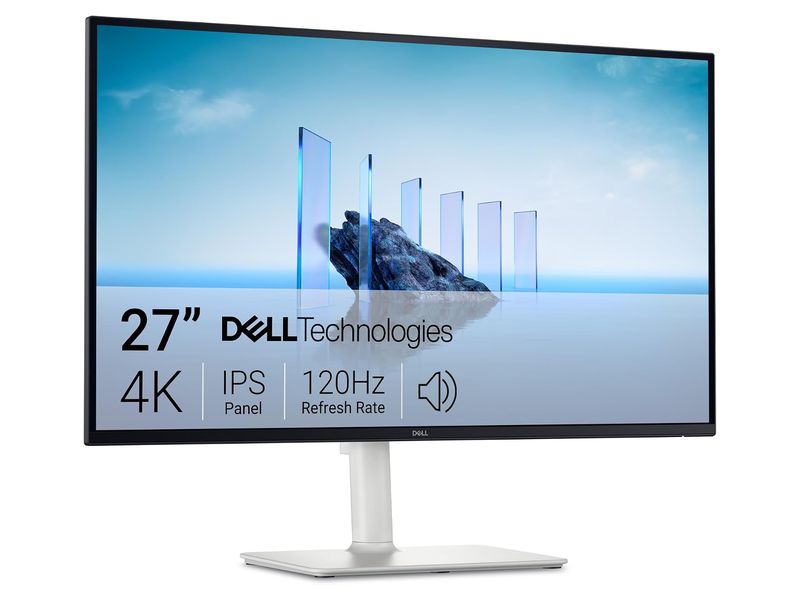 27” DELLTechnologies
4K
IPS
Panel
120Hz
Refresh Rate
DELL